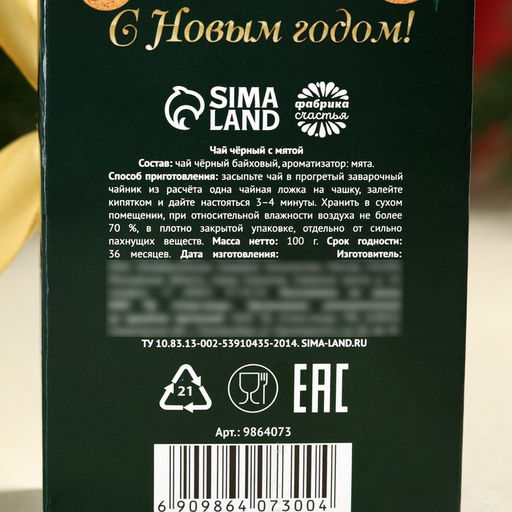 С Новым годом!
SIMA LAND
фабрика счастья
Чай чёрный с мятой
Состав: чай чёрный байховый, ароматизатор: мята.
Способ приготовления: засыпьте чай в прогретый заварочный
чайник из расчёта одна чайная ложка на чашку, залейте
кипятком и дайте настояться 3–4 минуты. Хранить в сухом
помещении, при относительной влажности воздуха не более
70 %, в плотно закрытой упаковке, отдельно от сильно
пахнущих веществ. Масса нетто: 100 г. Срок годности:
36 месяцев. Дата изготовления: Изготовитель:
ТУ 10.83.13-002-53910435-2014. SIMA-LAND.RU
21
EAC
Арт.: 9864073
6 909864 073004